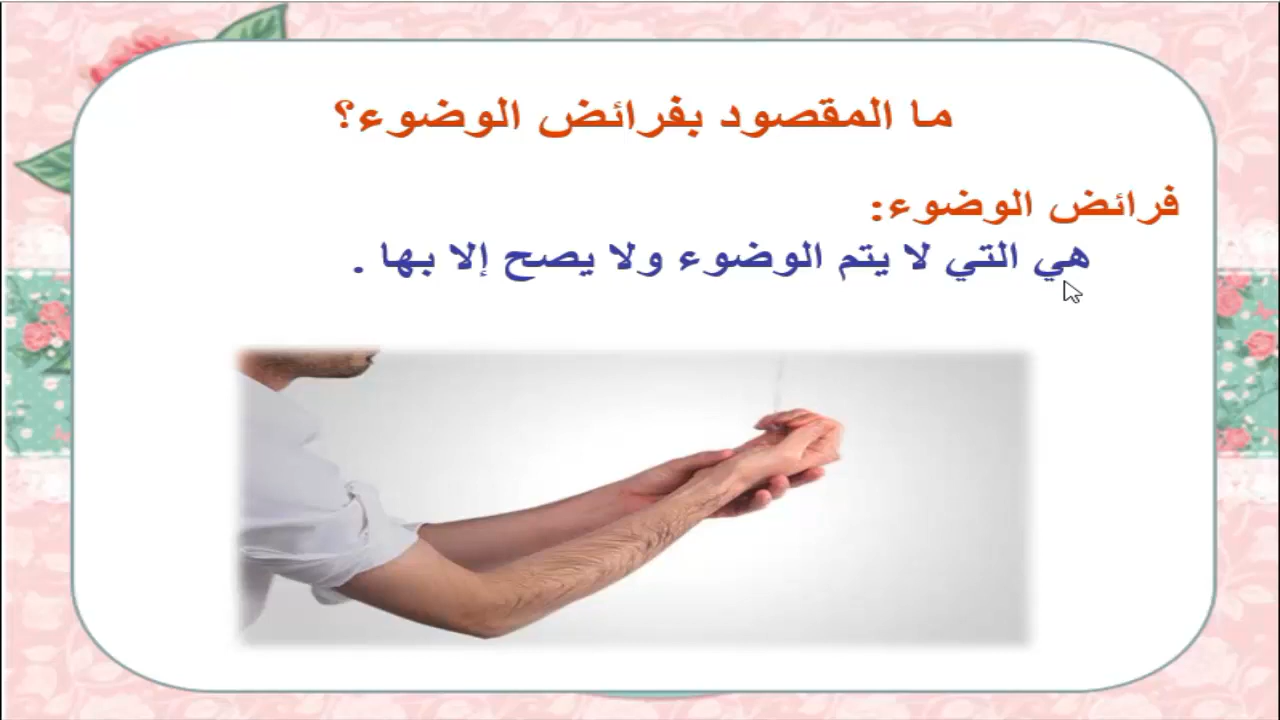 ما المقصود بفرائض الوضوء؟
فرائض الوضوء:
هي التي لا يتم الوضوء ولا يصح إلا بها .